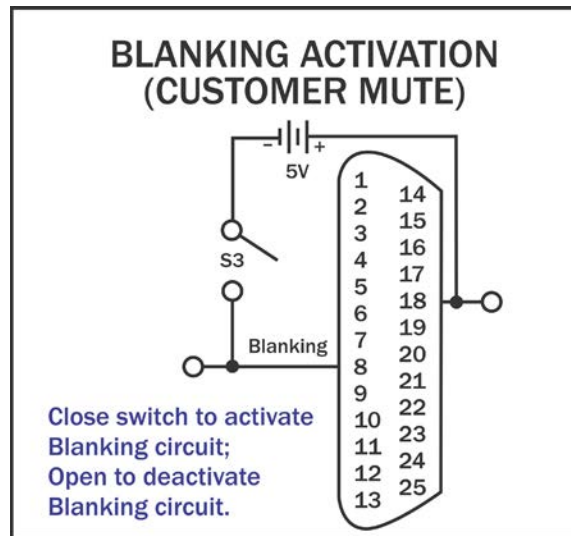 BLANKING ACTIVATION
(CUSTOMER MUTE)
– +
5V
S3
Blanking
1
2
3
4
5
6
7
8
9
10
11
12
13
14
15
16
17
18
19
20
21
22
23
24
25
Close switch to activate
Blanking circuit;
Open to deactivate
Blanking circuit.